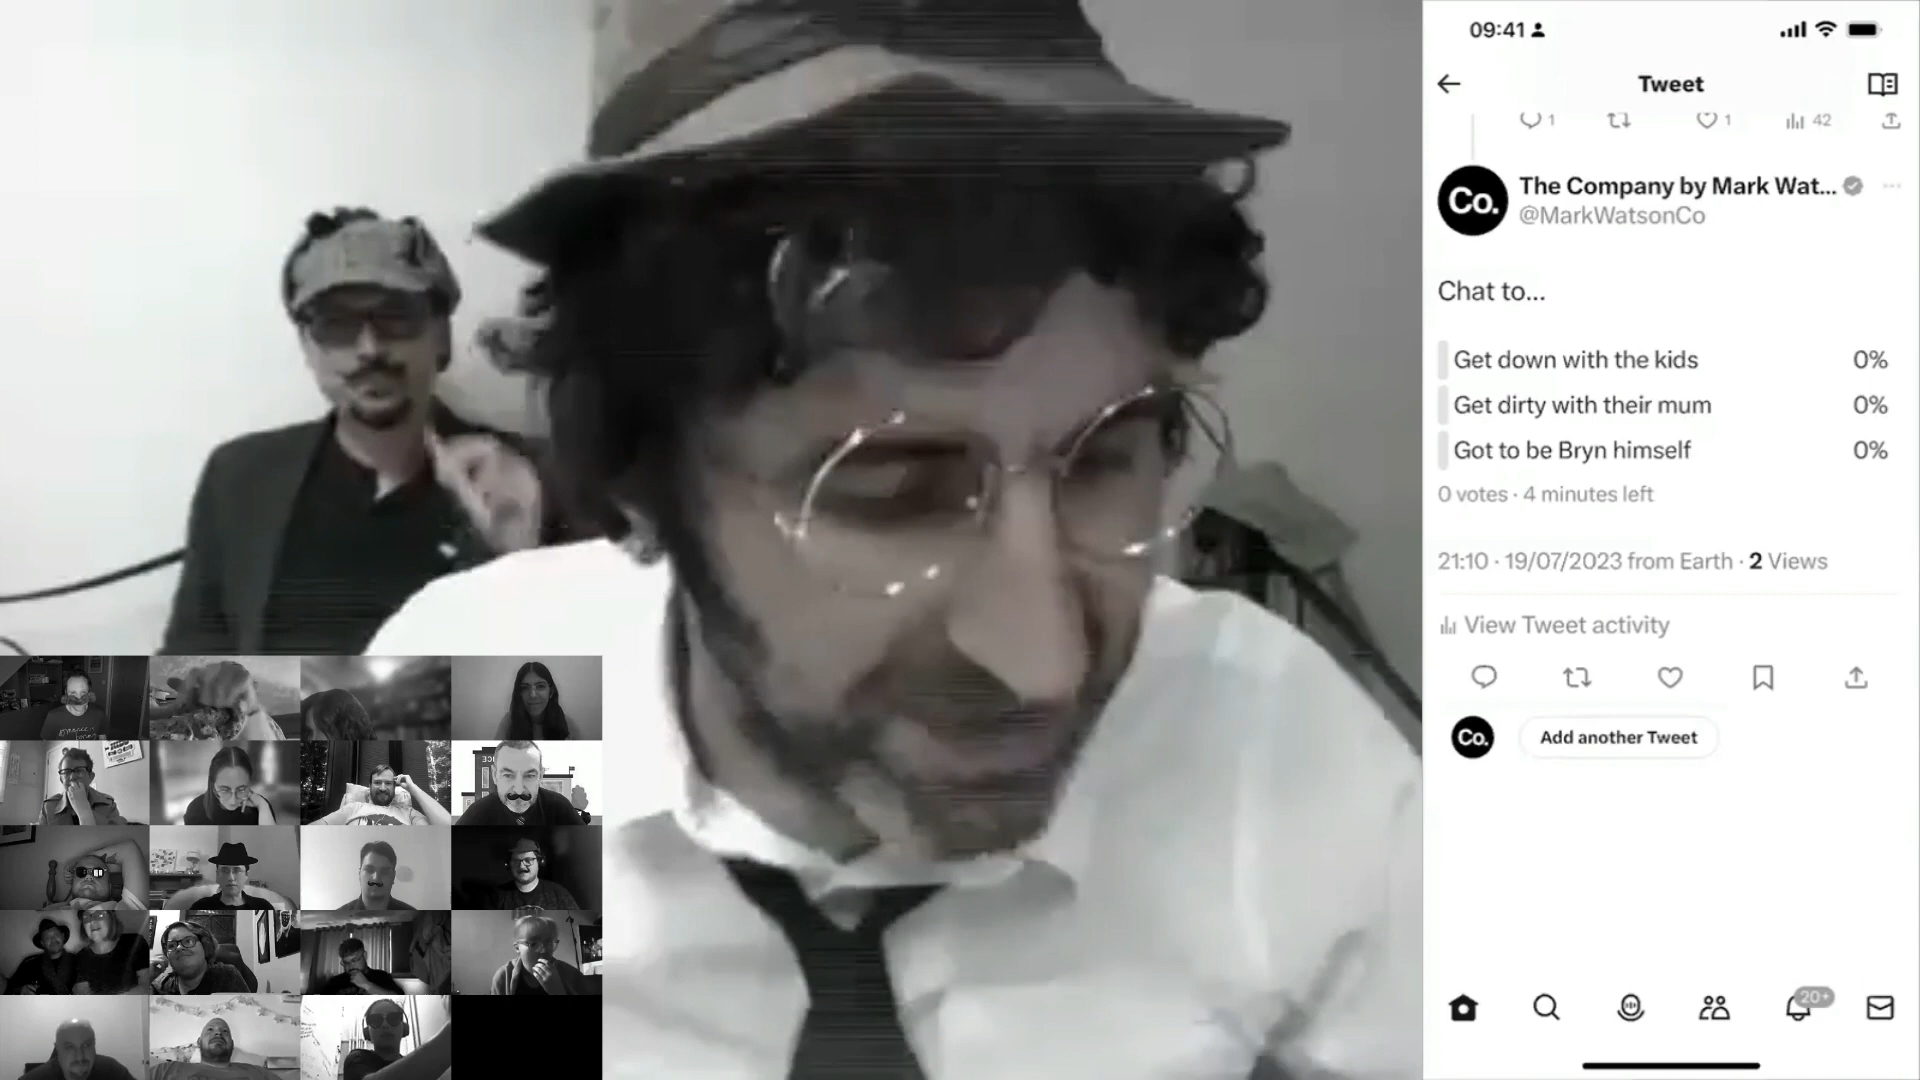 09:41
Tweet
1
1
42
Co.
The Company by Mark Wat...
@MarkWatsonCo
Chat to...
Get down with the kids 0%
Get dirty with their mum 0%
Got to be Bryn himself 0%
0 votes · 4 minutes left
21:10 · 19/07/2023 from Earth · 2 Views
View Tweet activity
Co.
Add another Tweet
20+